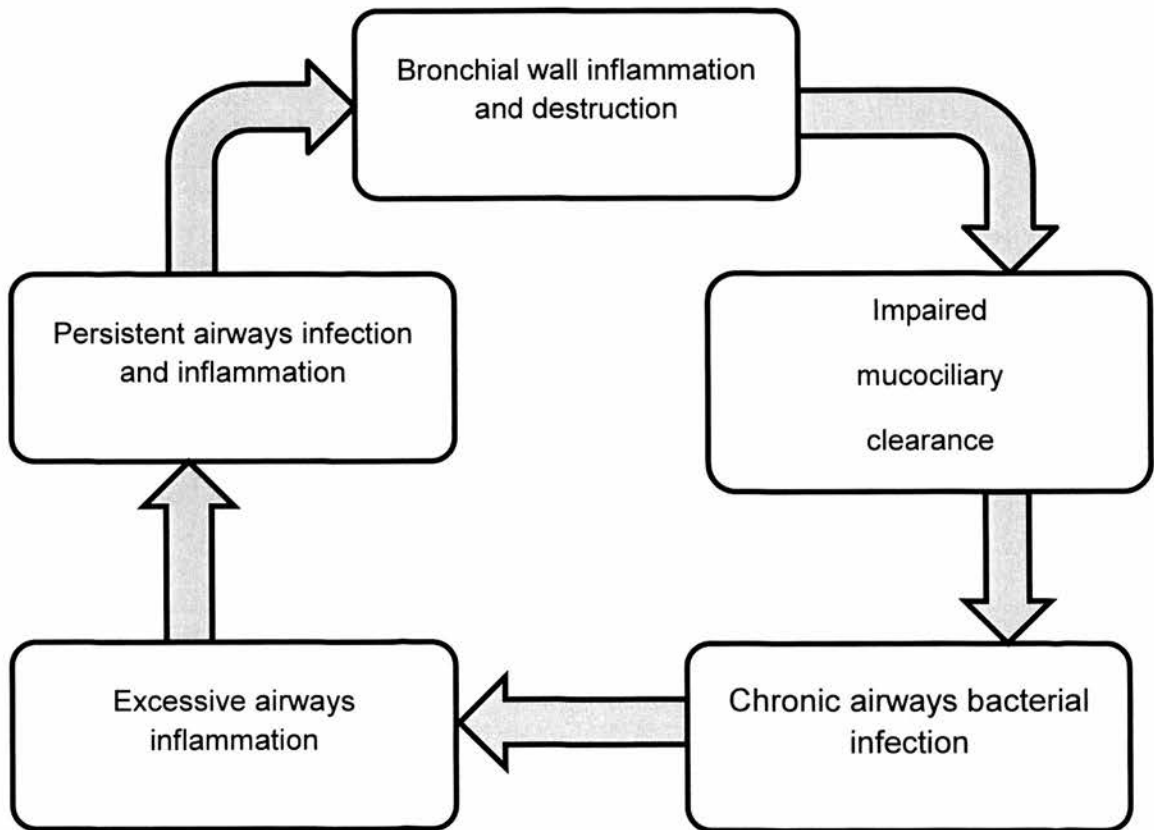 Bronchial wall inflammation
and destruction
Impaired
mucociliary
clearance
Chronic airways bacterial
infection
Excessive airways
inflammation
Persistent airways infection
and inflammation